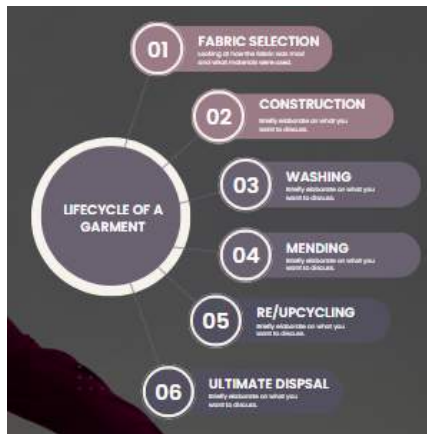 01
FABRIC SELECTION
Looking at how the fabric was mad
and what materials were used.
02
CONSTRUCTION
Briefly elaborate on what you
want to discuss.
LIFECYCLE OF A
GARMENT
03
WASHING
Briefly elaborate on what you
want to discuss.
04
MENDING
Briefly elaborate on what you
want to discuss.
05
RE/UPCYCLING
Briefly elaborate on what you
want to discuss.
06
ULTIMATE DISPSAL
Briefly elaborate on what you
want to discuss.